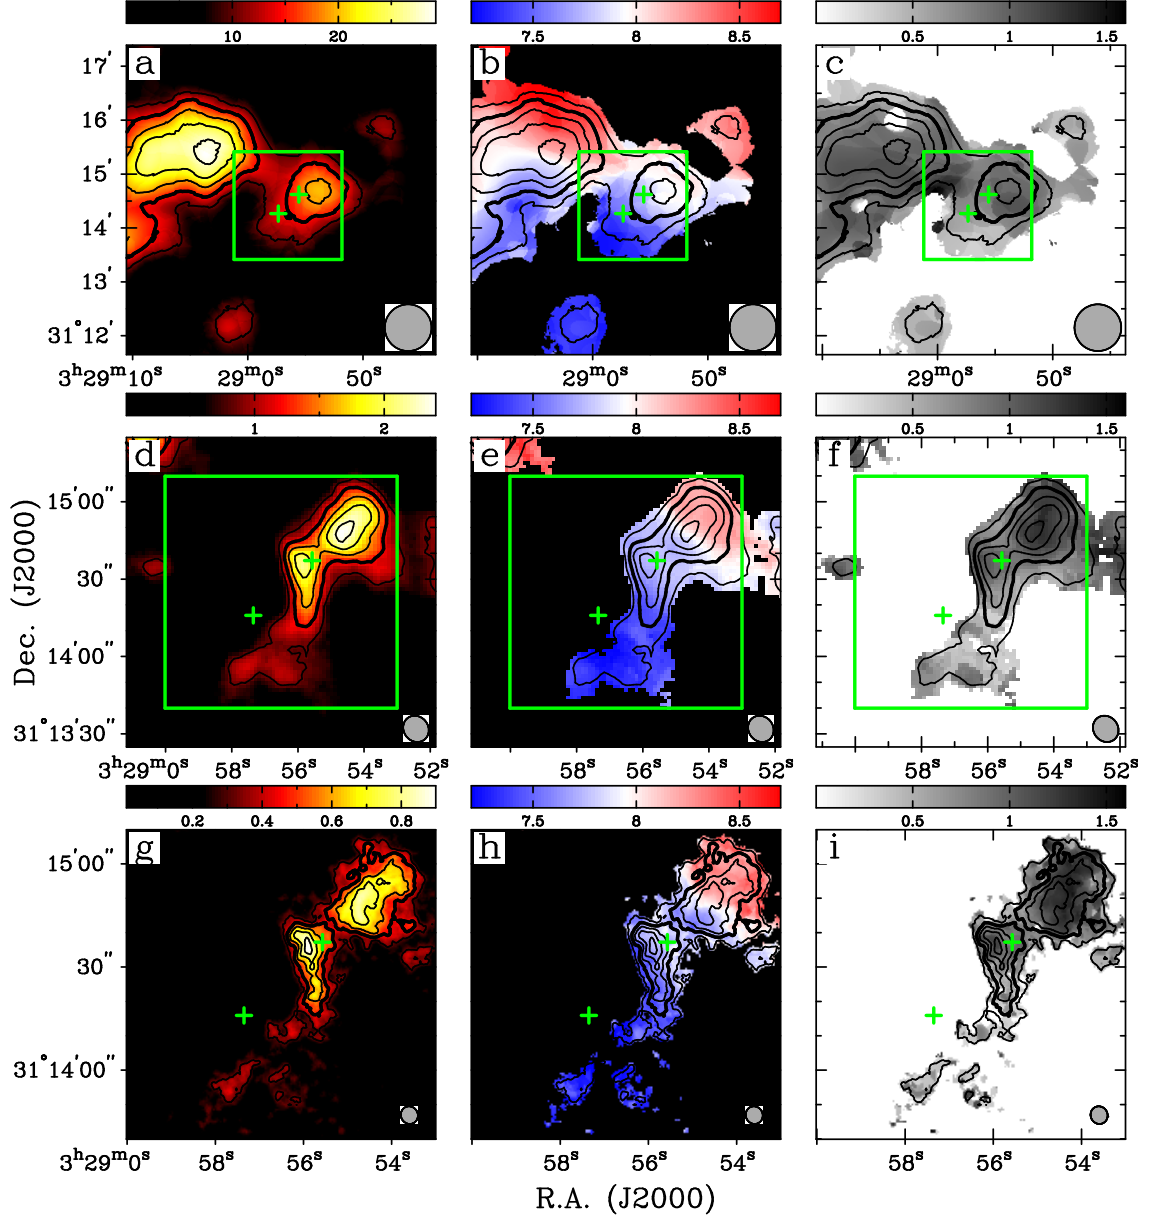 10 20
7.5 8 8.5
0.5 1 1.5
a
b
c
17′
16′
15′
14′
13′
31°12′
3ʰ29ᵐ10ˢ 29ᵐ0ˢ 50ˢ
29ᵐ0ˢ 50ˢ
29ᵐ0ˢ 50ˢ
1 2
7.5 8 8.5
0.5 1 1.5
d
e
f
15′00″
30″
14′00″
31°13′30″
3ʰ29ᵐ0ˢ 58ˢ 56ˢ 54ˢ 52ˢ
58ˢ 56ˢ 54ˢ 52ˢ
58ˢ 56ˢ 54ˢ 52ˢ
Dec. (J2000)
0.2 0.4 0.6 0.8
7.5 8 8.5
0.5 1 1.5
g
h
i
15′00″
30″
31°14′00″
3ʰ29ᵐ0ˢ 58ˢ 56ˢ 54ˢ
58ˢ 56ˢ 54ˢ
58ˢ 56ˢ 54ˢ
R.A. (J2000)